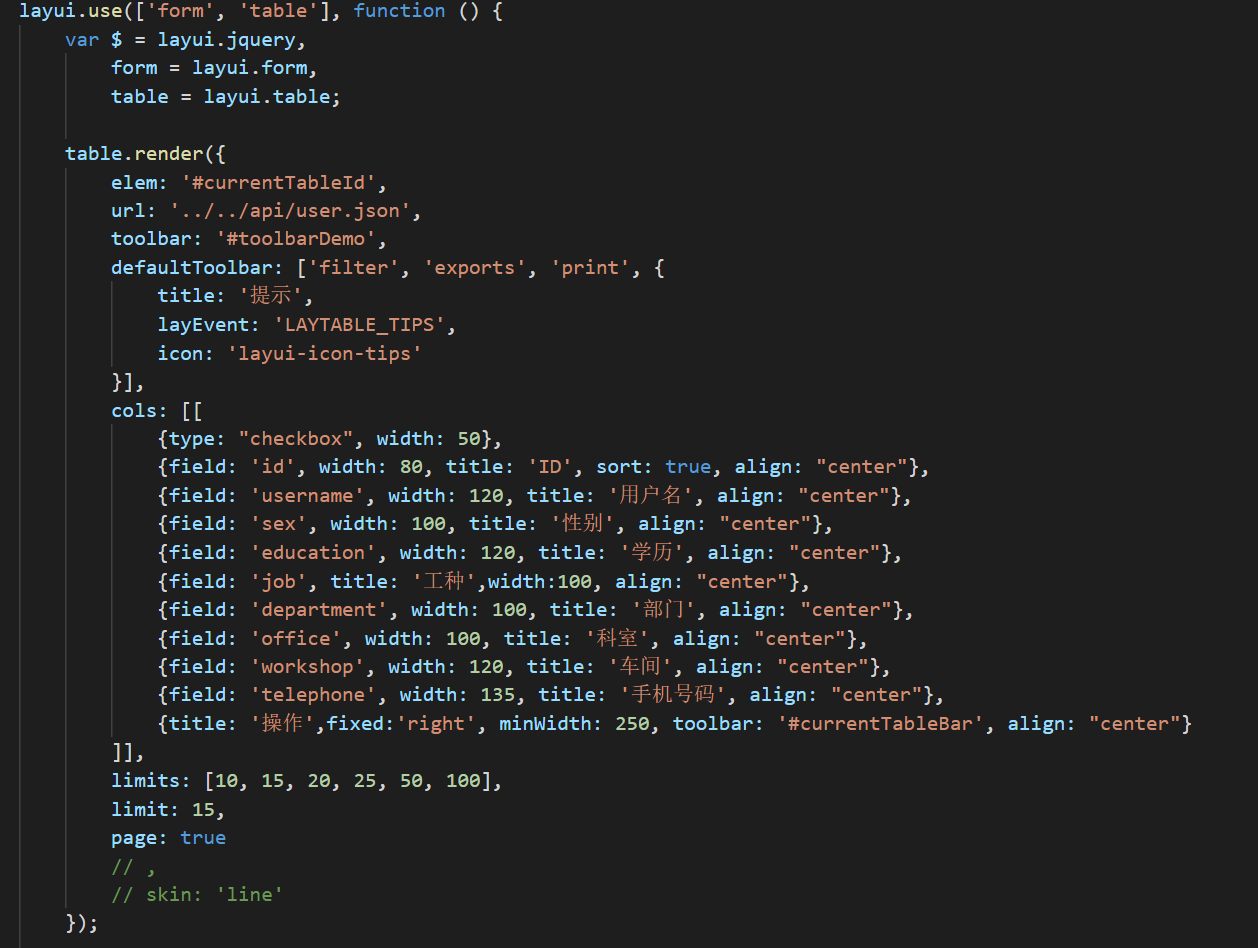 layui.use(['form', 'table'], function () {
var $ = layui.jquery,
form = layui.form,
table = layui.table;
table.render({
elem: '#currentTableId',
url: '../../api/user.json',
toolbar: '#toolbarDemo',
defaultToolbar: ['filter', 'exports', 'print', {
title: '提示',
layEvent: 'LAYTABLE_TIPS',
icon: 'layui-icon-tips'
}],
cols: [[
{type: "checkbox", width: 50},
{field: 'id', width: 80, title: 'ID', sort: true, align: "center"},
{field: 'username', width: 120, title: '用户名', align: "center"},
{field: 'sex', width: 100, title: '性别', align: "center"},
{field: 'education', width: 120, title: '学历', align: "center"},
{field: 'job', title: '工种',width:100, align: "center"},
{field: 'department', width: 100, title: '部门', align: "center"},
{field: 'office', width: 100, title: '科室', align: "center"},
{field: 'workshop', width: 120, title: '车间', align: "center"},
{field: 'telephone', width: 135, title: '手机号码', align: "center"},
{title: '操作',fixed:'right', minWidth: 250, toolbar: '#currentTableBar', align: "center"}
]],
limits: [10, 15, 20, 25, 50, 100],
limit: 15,
page: true
// ,
// skin: 'line'
});